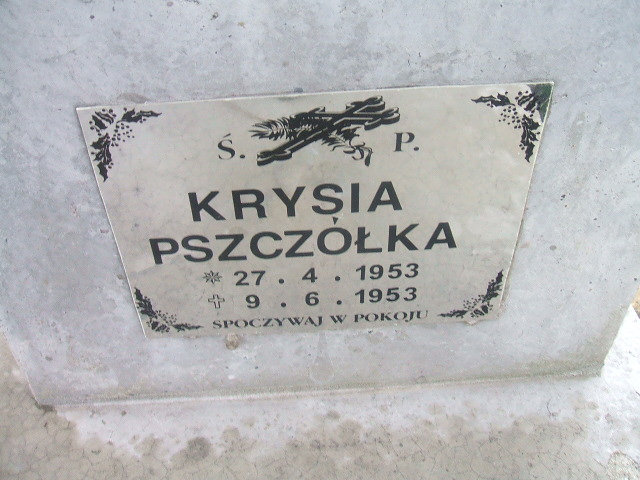 Ś. P.
KRYSIA
PSZCZÓŁKA
27.4.1953
9.6.1953
SPOCZYWAJ W POKOJU